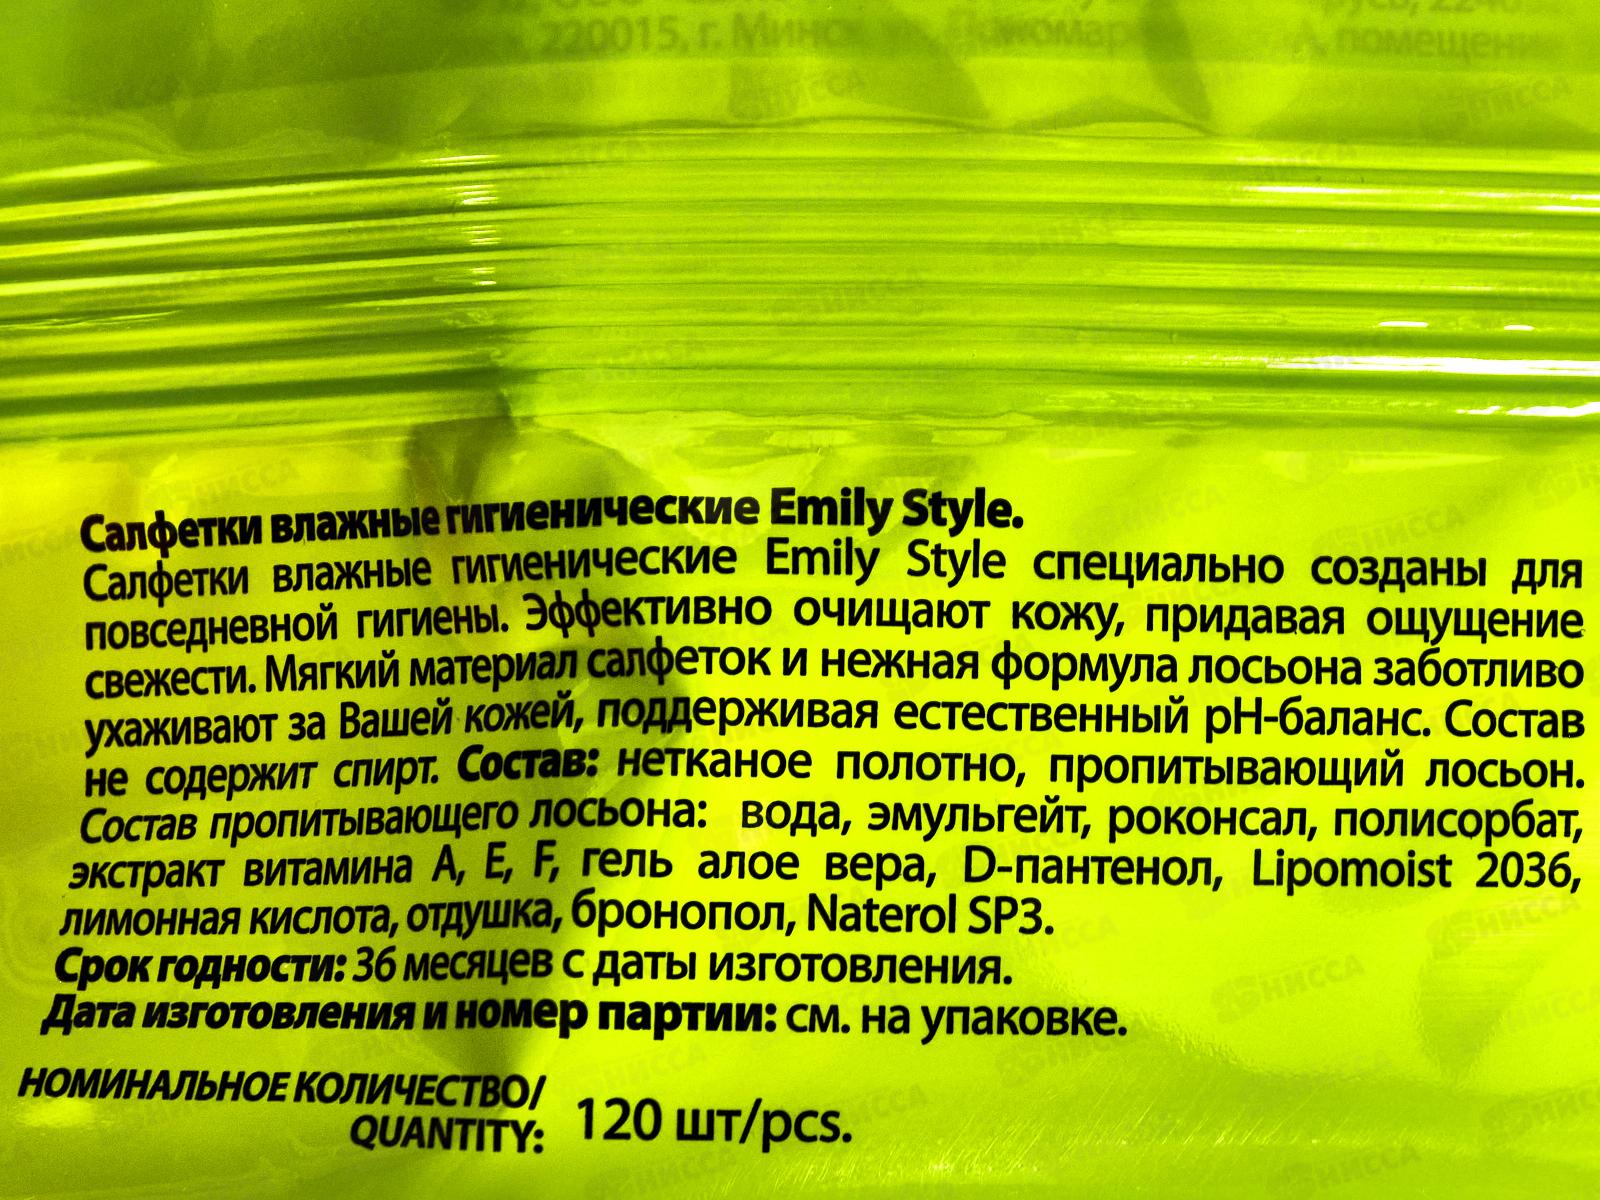 220015, г. Минск
помещени
Салфетки влажные гигиенические Emily Style.
Салфетки влажные гигиенические Emily Style специально созданы для
повседневной гигиены. Эффективно очищают кожу, придавая ощущение
свежести. Мягкий материал салфеток и нежная формула лосьона заботливо
ухаживают за Вашей кожей, поддерживая естественный рН-баланс. Состав
не содержит спирт. Состав: нетканое полотно, пропитывающий лосьон.
Состав пропитывающего лосьона: вода, эмульгейт, роконсал, полисорбат,
экстракт витамина А, Е, F, гель алое вера, D-пантенол, Lipomoist 2036,
лимонная кислота, отдушка, бронопол, Naterol SP3.
Срок годности: 36 месяцев с даты изготовления.
Дата изготовления и номер партии: см. на упаковке.
НОМИНАЛЬНОЕ КОЛИЧЕСТВО/
QUANTITY: 120 шт/pcs.